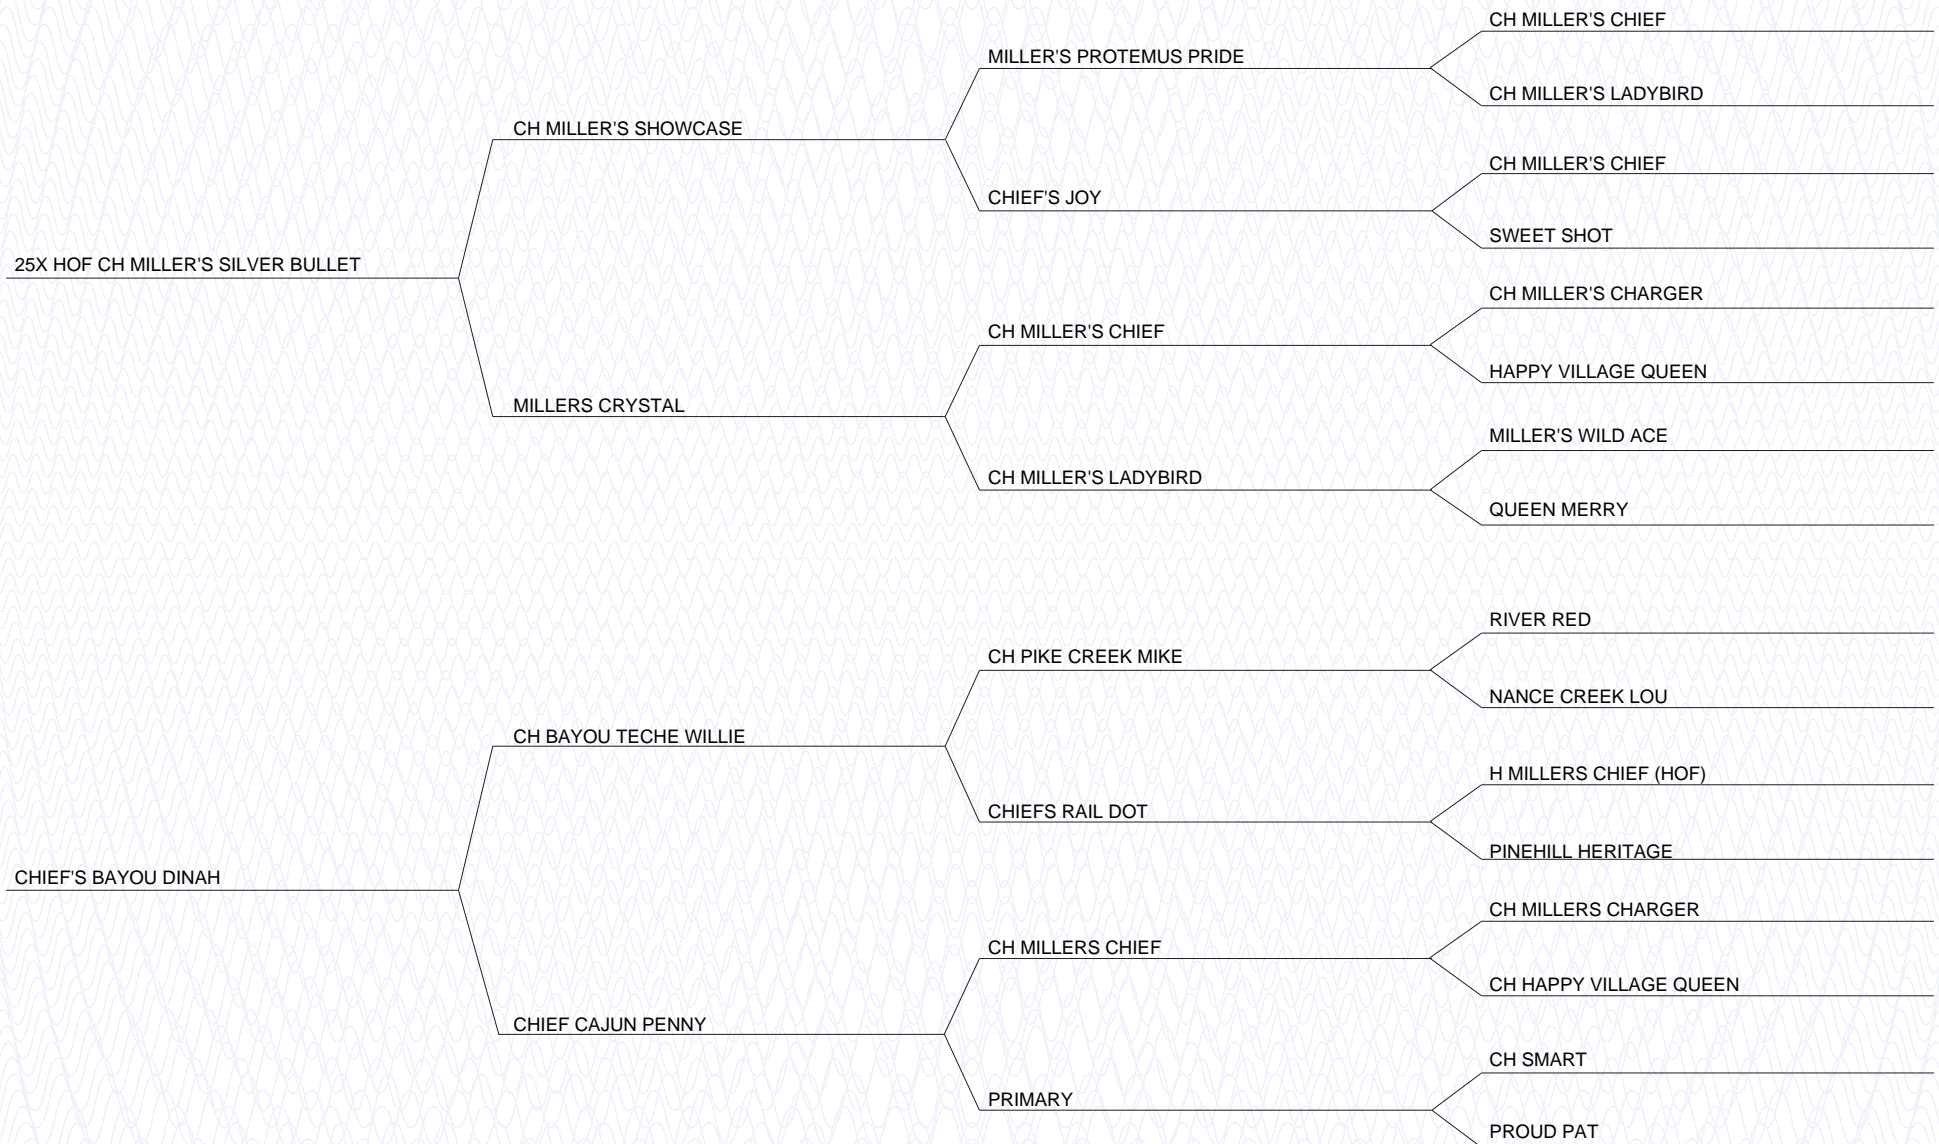 CH MILLER'S CHIEF
MILLER'S PROTEMUS PRIDE
CH MILLER'S LADYBIRD
CH MILLER'S SHOWCASE
CH MILLER'S CHIEF
CHIEF'S JOY
SWEET SHOT
25X HOF CH MILLER'S SILVER BULLET
CH MILLER'S CHARGER
CH MILLER'S CHIEF
HAPPY VILLAGE QUEEN
MILLERS CRYSTAL
MILLER'S WILD ACE
CH MILLER'S LADYBIRD
QUEEN MERRY
RIVER RED
CH PIKE CREEK MIKE
NANCE CREEK LOU
CH BAYOU TECHE WILLIE
H MILLERS CHIEF (HOF)
CHIEFS RAIL DOT
PINEHILL HERITAGE
CHIEF'S BAYOU DINAH
CH MILLERS CHARGER
CH MILLERS CHIEF
CH HAPPY VILLAGE QUEEN
CHIEF CAJUN PENNY
CH SMART
PRIMARY
PROUD PAT